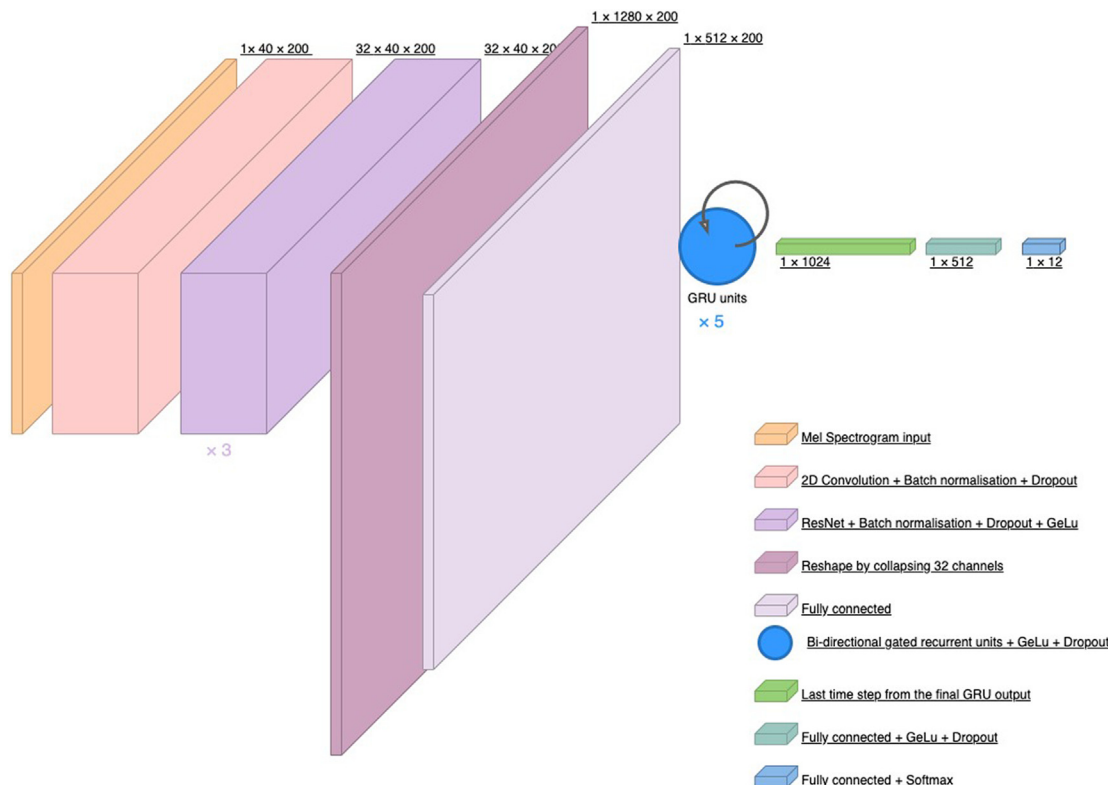 1 × 1280 × 200
1 × 512 × 200
1× 40 × 200
32 × 40 × 200
32 × 40 × 20
1 × 1024
1 × 512
1 × 12
GRU units
× 5
× 3
Mel Spectrogram input
2D Convolution + Batch normalisation + Dropout
ResNet + Batch normalisation + Dropout + GeLu
Reshape by collapsing 32 channels
Fully connected
Bi-directional gated recurrent units + GeLu + Dropout
Last time step from the final GRU output
Fully connected + GeLu + Dropout
Fully connected + Softmax